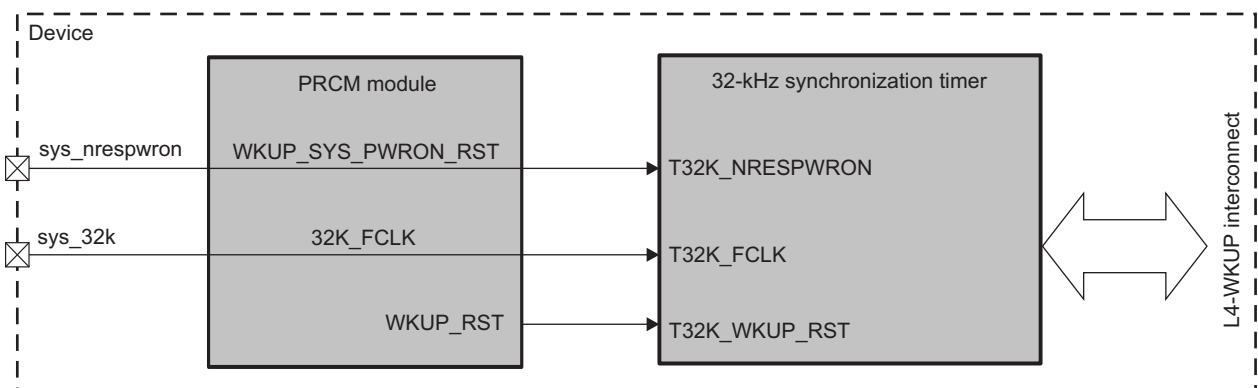 Device
PRCM module
32-kHz synchronization timer
sys_nrespwron
WKUP_SYS_PWRON_RST
T32K_NRESPWRON
sys_32k
32K_FCLK
T32K_FCLK
WKUP_RST
T32K_WKUP_RST
L4-WKUP interconnect